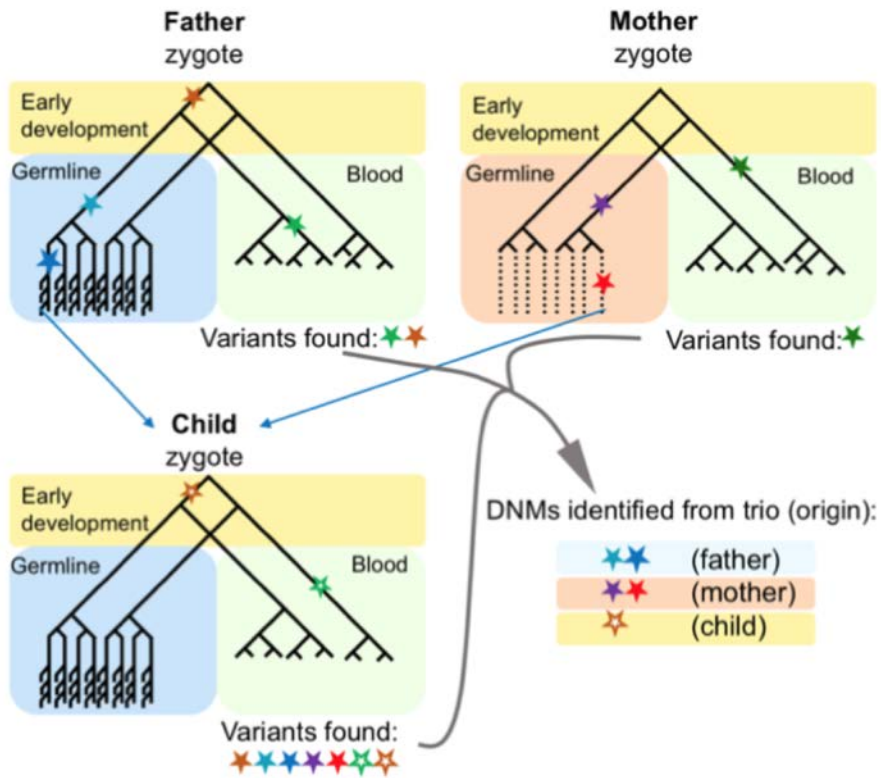 Father
zygote
Early
development
Germline
Blood
Variants found:
Mother
zygote
Early
development
Germline
Blood
Variants found:
Child
zygote
Early
development
Germline
Blood
Variants found:
DNMs identified from trio (origin):
(father)
(mother)
(child)